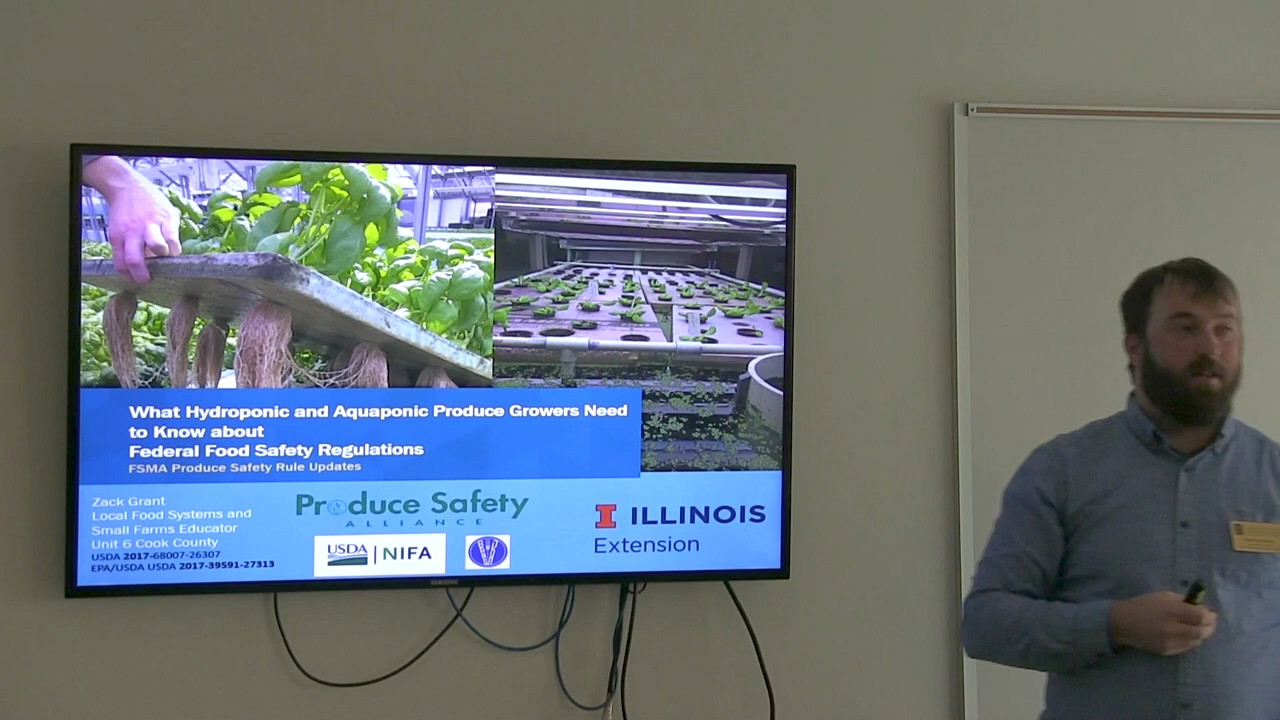 What Hydroponic and Aquaponic Produce Growers Need
to Know about
Federal Food Safety Regulations
FSMA Produce Safety Rule Updates
Zack Grant
Local Food Systems and
Small Farms Educator
Unit 6 Cook County
USDA 2017-68007-26307
EPA/USDA USDA 2017-39591-27313
Produce Safety
ALLIANCE
USDA NIFA
I ILLINOIS
Extension
SAMSUNG